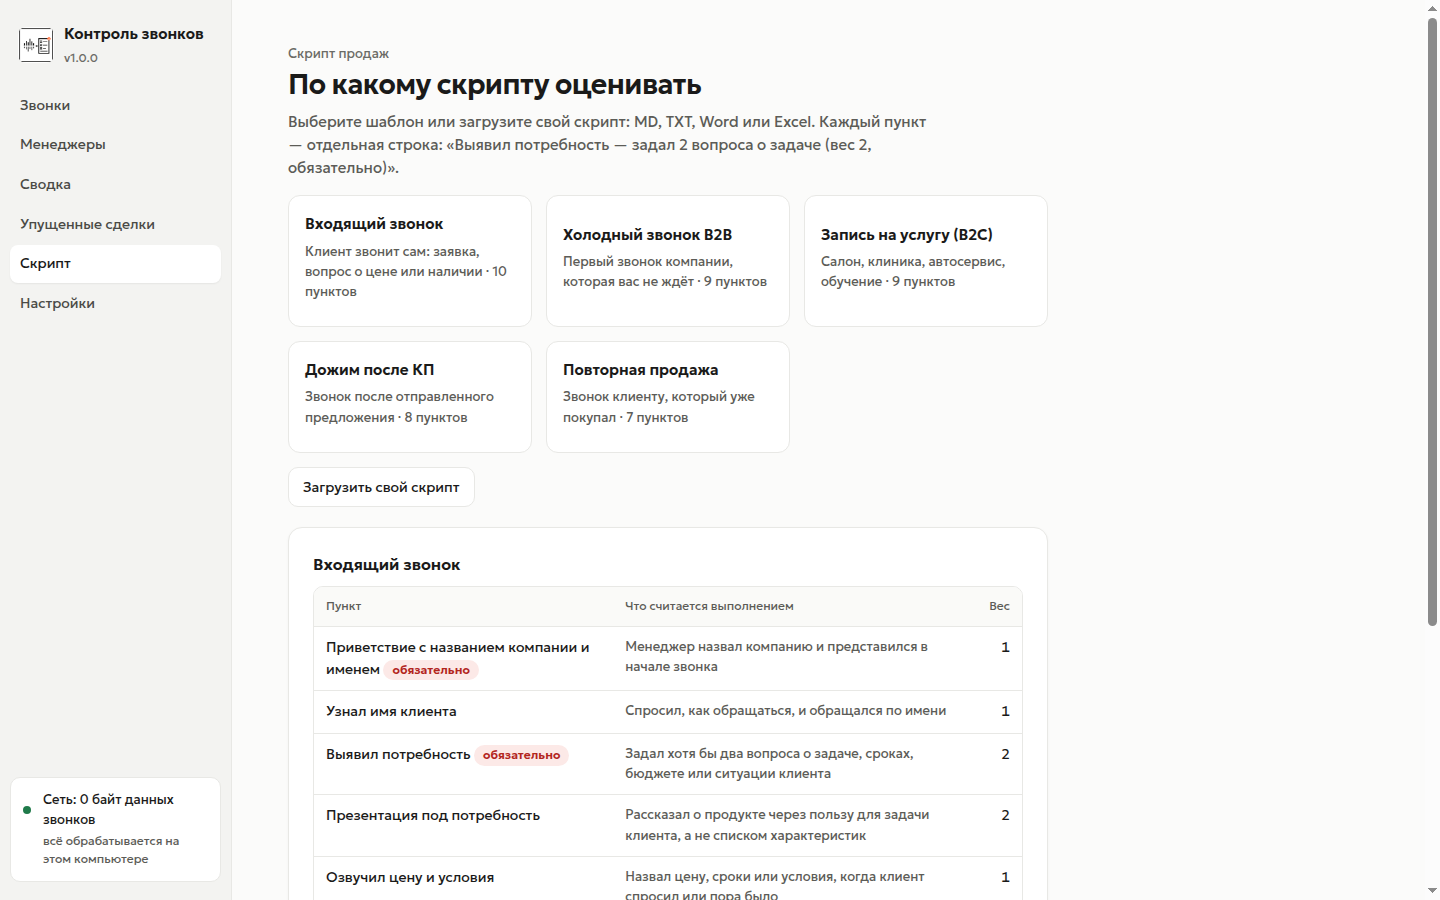 Контроль звонков
v1.0.0
Звонки
Менеджеры
Сводка
Упущенные сделки
Скрипт
Настройки
Сеть: 0 байт данных
звонков
всё обрабатывается на
этом компьютере
Скрипт продаж
По какому скрипту оценивать
Выберите шаблон или загрузите свой скрипт: MD, TXT, Word или Excel. Каждый пункт
— отдельная строка: «Выявил потребность — задал 2 вопроса о задаче (вес 2,
обязательно)».
Входящий звонок
Клиент звонит сам: заявка,
вопрос о цене или наличии · 10
пунктов
Холодный звонок B2B
Первый звонок компании,
которая вас не ждёт · 9 пунктов
Запись на услугу (B2C)
Салон, клиника, автосервис,
обучение · 9 пунктов
Дожим после КП
Звонок после отправленного
предложения · 8 пунктов
Повторная продажа
Звонок клиенту, который уже
покупал · 7 пунктов
Загрузить свой скрипт
Входящий звонок
Пункт Что считается выполнением Вес
Приветствие с названием компании и
именем обязательно
Менеджер назвал компанию и представился в
начале звонка
1
Узнал имя клиента Спросил, как обращаться, и обращался по имени 1
Выявил потребность обязательно
Задал хотя бы два вопроса о задаче, сроках,
бюджете или ситуации клиента
2
Презентация под потребность
Рассказал о продукте через пользу для задачи
клиента, а не списком характеристик
2
Озвучил цену и условия
Назвал цену, сроки или условия, когда клиент
спросил или пора было
1